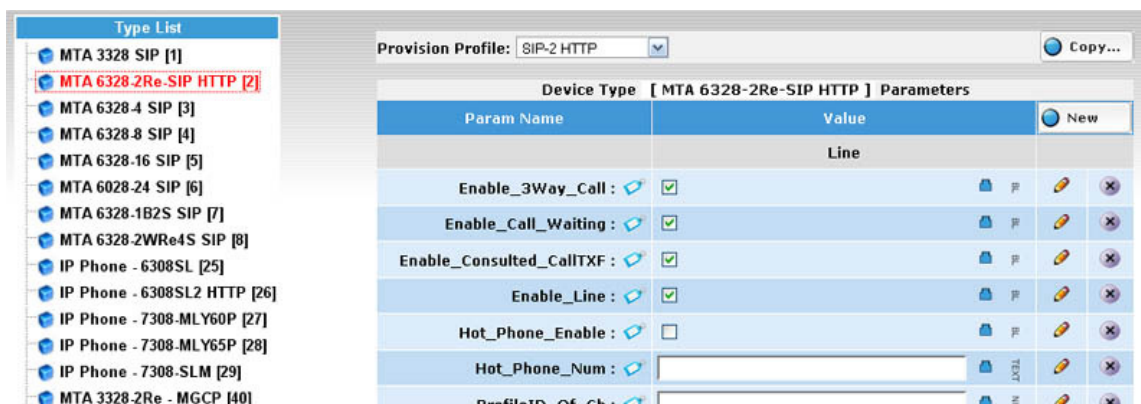 Type List
MTA 3328 SIP [1]
MTA 6328-2Re-SIP HTTP [2]
MTA 6328-4 SIP [3]
MTA 6328-8 SIP [4]
MTA 6328-16 SIP [5]
MTA 6028-24 SIP [6]
MTA 6328-1B2S SIP [7]
MTA 6328-2WRe4S SIP [8]
IP Phone - 6308SL [25]
IP Phone - 6308SL2 HTTP [26]
IP Phone - 7308-MLY60P [27]
IP Phone - 7308-MLY65P [28]
IP Phone - 7308-SLM [29]
MTA 3328-2Re - MGCP [40]
Provision Profile: SIP-2 HTTP
Copy...
Device Type [ MTA 6328-2Re-SIP HTTP ] Parameters
Param Name Value New
Line
Enable_3Way_Call :
Enable_Call_Waiting :
Enable_Consulted_CallTXF :
Enable_Line :
Hot_Phone_Enable :
Hot_Phone_Num : TEXT
ProfileID_Of_Cb :